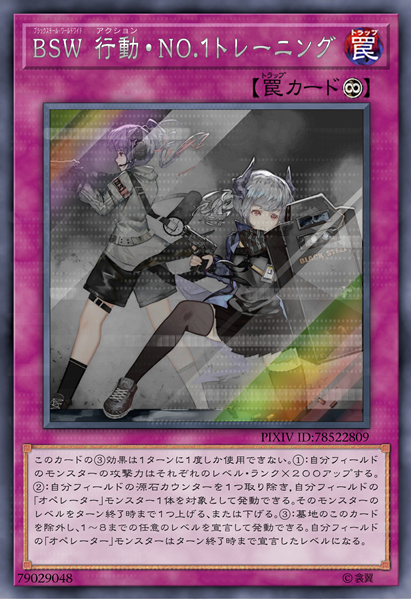 ブラックスチール・ワールドワイド アクション
BSW 行動・NO.1トレーニング
トラップ
罠
トラップ
【罠カード】
BLACK STEEL
PIXIV ID:78522809
このカードの③効果は1ターンに1度しか使用できない。①:自分フィールド
のモンスターの攻撃力はそれぞれのレベル・ランク×200アップする。
②:自分フィールドの源石カウンターを1つ取り除き、自分フィールドの
「オペレーター」モンスター1体を対象として発動できる。そのモンスターの
レベルをターン終了時まで1つ上げる、または下げる。③:墓地のこのカード
を除外し、1～8までの任意のレベルを宣言して発動できる。自分フィールド
の「オペレーター」モンスターはターン終了時まで宣言したレベルになる。
79029048
©袁翼